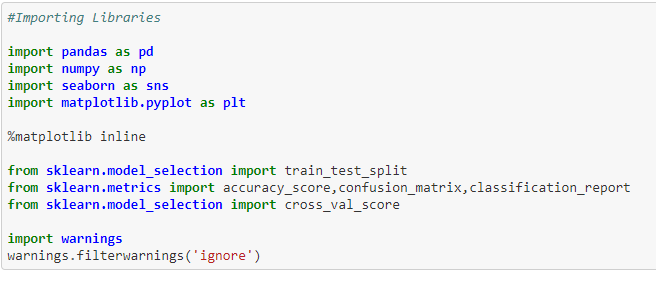 #Importing Libraries
import pandas as pd
import numpy as np
import seaborn as sns
import matplotlib.pyplot as plt
%matplotlib inline
from sklearn.model_selection import train_test_split
from sklearn.metrics import accuracy_score,confusion_matrix,classification_report
from sklearn.model_selection import cross_val_score
import warnings
warnings.filterwarnings('ignore')